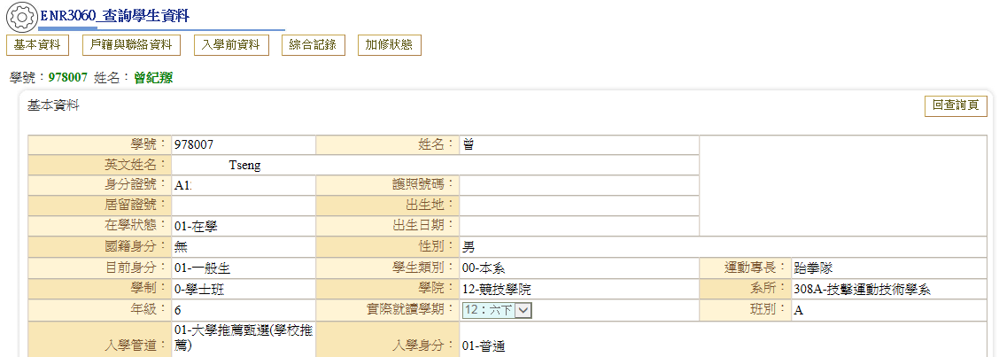 ENR3060_查詢學生資料
基本資料 戶籍與聯絡資料 入學前資料 綜合記錄 加修狀態
學號：978007 姓名：曾紀
基本資料 回查詢頁
學號： 978007 姓名： 曾
英文姓名： Tseng
身分證號： A1 護照號碼：
居留證號： 出生地：
在學狀態： 01-在學 出生日期：
國籍身分： 無 性別： 男
目前身分： 01-一般生 學生類別： 00-本系 運動專長： 跆拳隊
學制： 0-學士班 學院： 12-競技學院 系所： 308A-技擊運動技術學系
年級： 6 實際就讀學期： 12：六下 班別： A
01-大學推薦甄選(學校推
入學管道： 薦) 入學身分： 01-普通